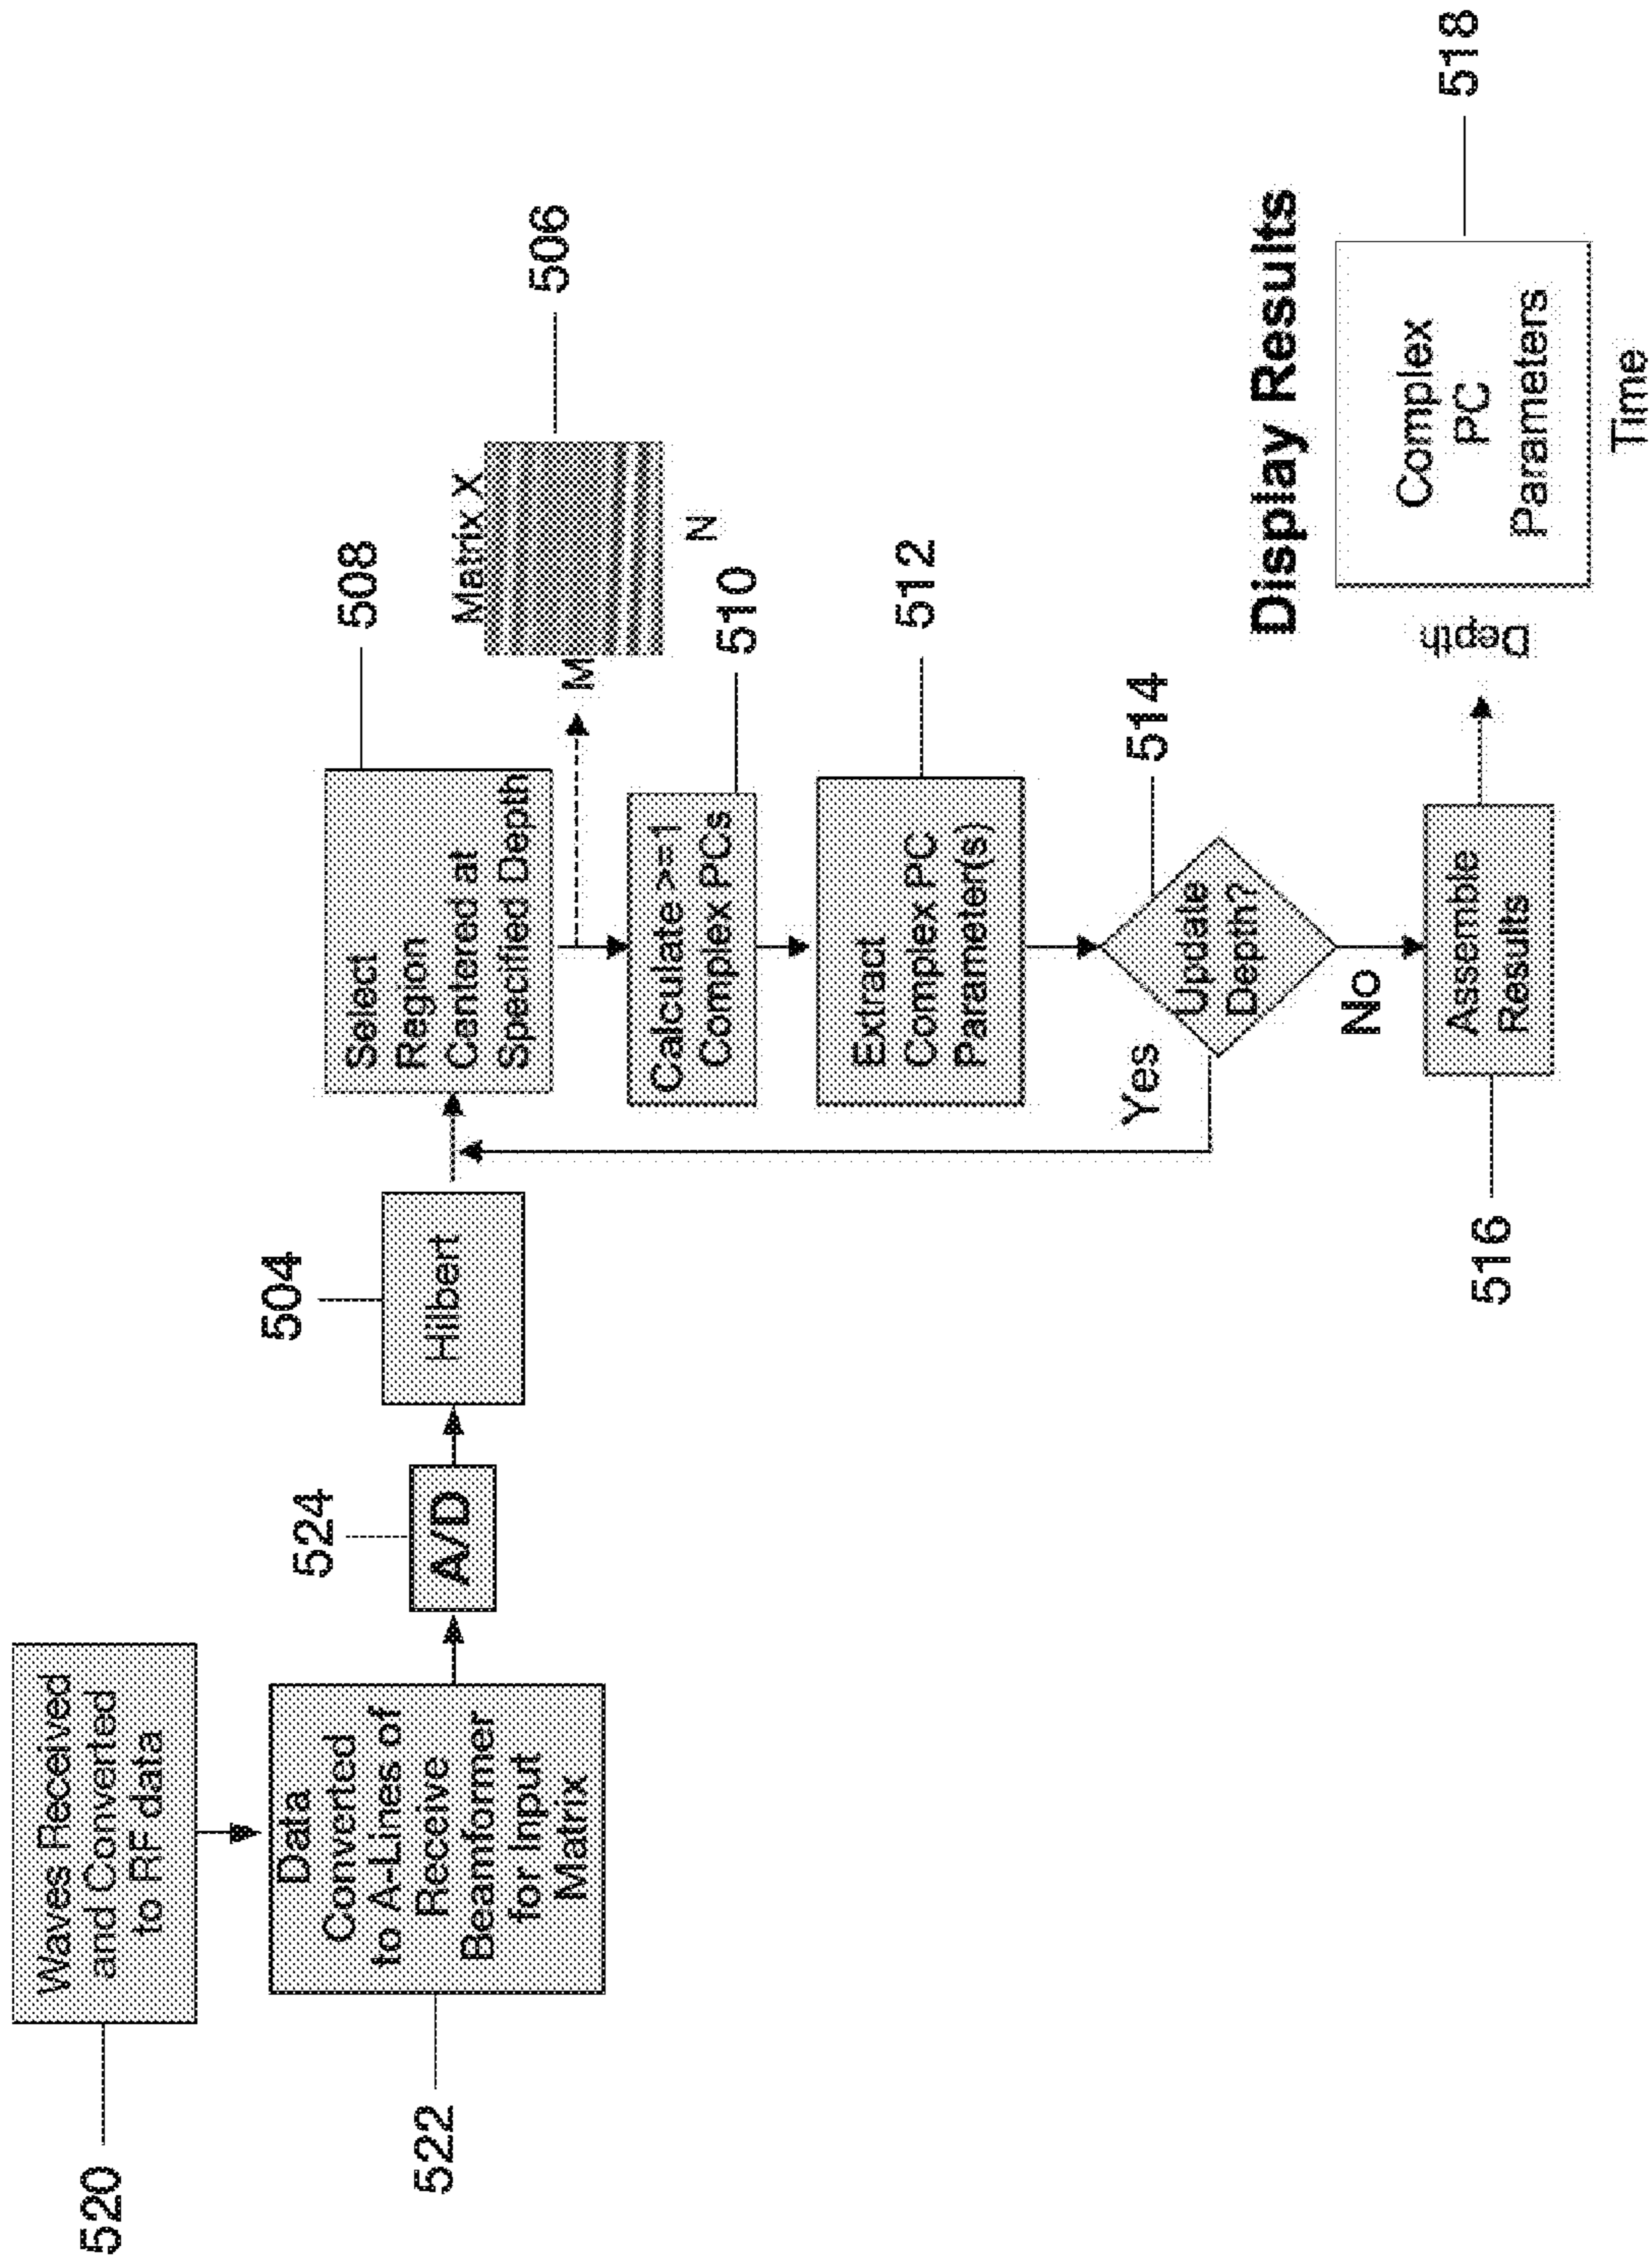 520
Waves Received
and Converted
to RF data
522
Data
Converted
to A-Lines of
Receive
Beamformer
for Input
Matrix
524
A/D
504
Hilbert
508
Select
Region
Centered at
Specified Depth
Matrix X
M
N
506
510
Calculate >=1
Complex PCs
512
Extract
Complex PC
Parameter(s)
514
Update
Depth?
Yes
No
516
Assemble
Results
Display Results
Depth
Complex
PC
Parameters
Time
518